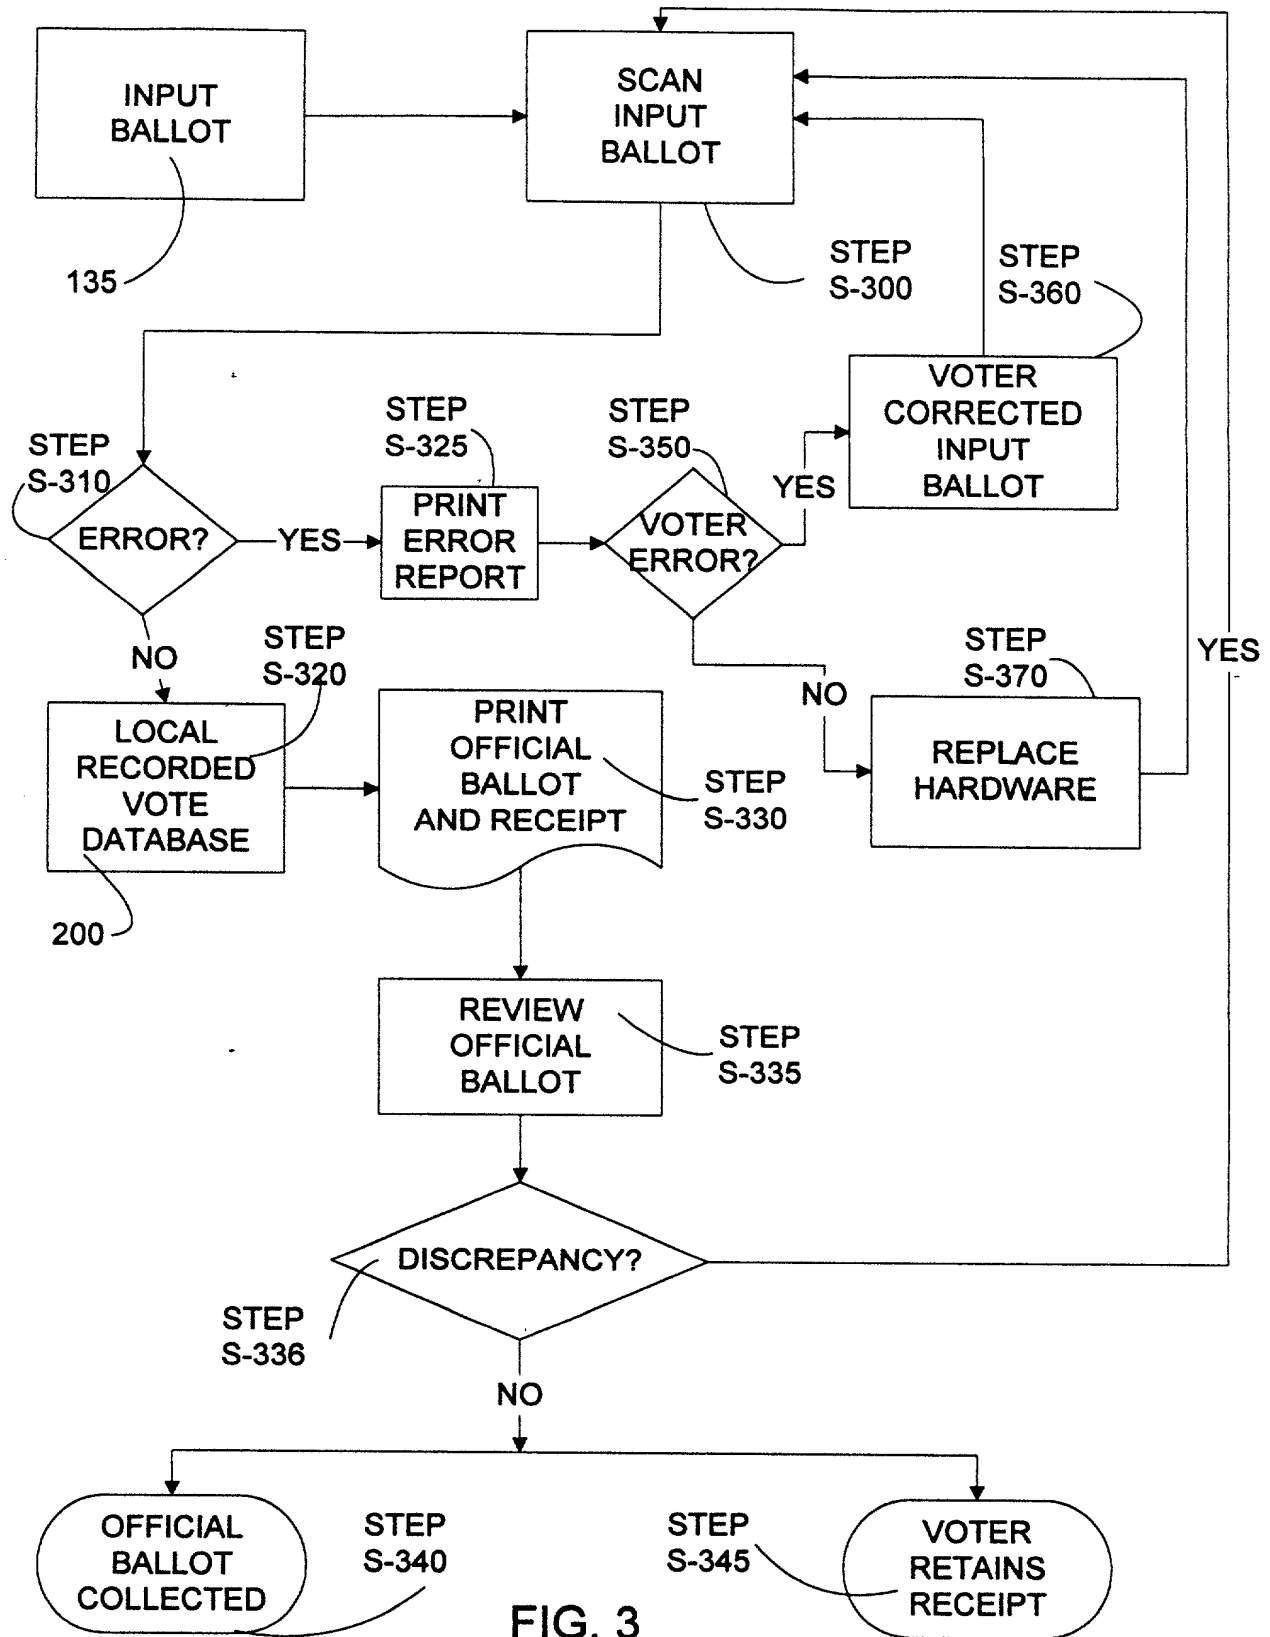 INPUT
BALLOT
135
SCAN
INPUT
BALLOT
STEP
S-300
STEP
S-360
VOTER
CORRECTED
INPUT
BALLOT
STEP
S-310
ERROR?
YES
STEP
S-325
PRINT
ERROR
REPORT
STEP
S-350
VOTER
ERROR?
YES
NO
NO
STEP
S-320
LOCAL
RECORDED
VOTE
DATABASE
200
PRINT
OFFICIAL
BALLOT
AND RECEIPT
STEP
S-330
STEP
S-370
REPLACE
HARDWARE
YES
REVIEW
OFFICIAL
BALLOT
STEP
S-335
DISCREPANCY?
STEP
S-336
NO
OFFICIAL
BALLOT
COLLECTED
STEP
S-340
STEP
S-345
VOTER
RETAINS
RECEIPT
FIG. 3